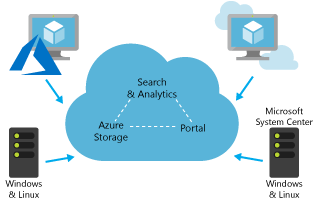 Search
& Analytics
Azure
Storage
Portal
Microsoft
System Center
Windows
& Linux
Windows
& Linux